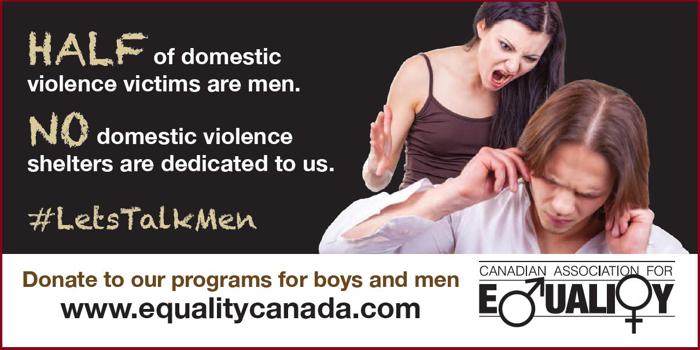 HALF of domestic
violence victims are men.
NO domestic violence
shelters are dedicated to us.
#LetsTalkMen
Donate to our programs for boys and men
www.equalitycanada.com
CANADIAN ASSOCIATION FOR
EQUALITY